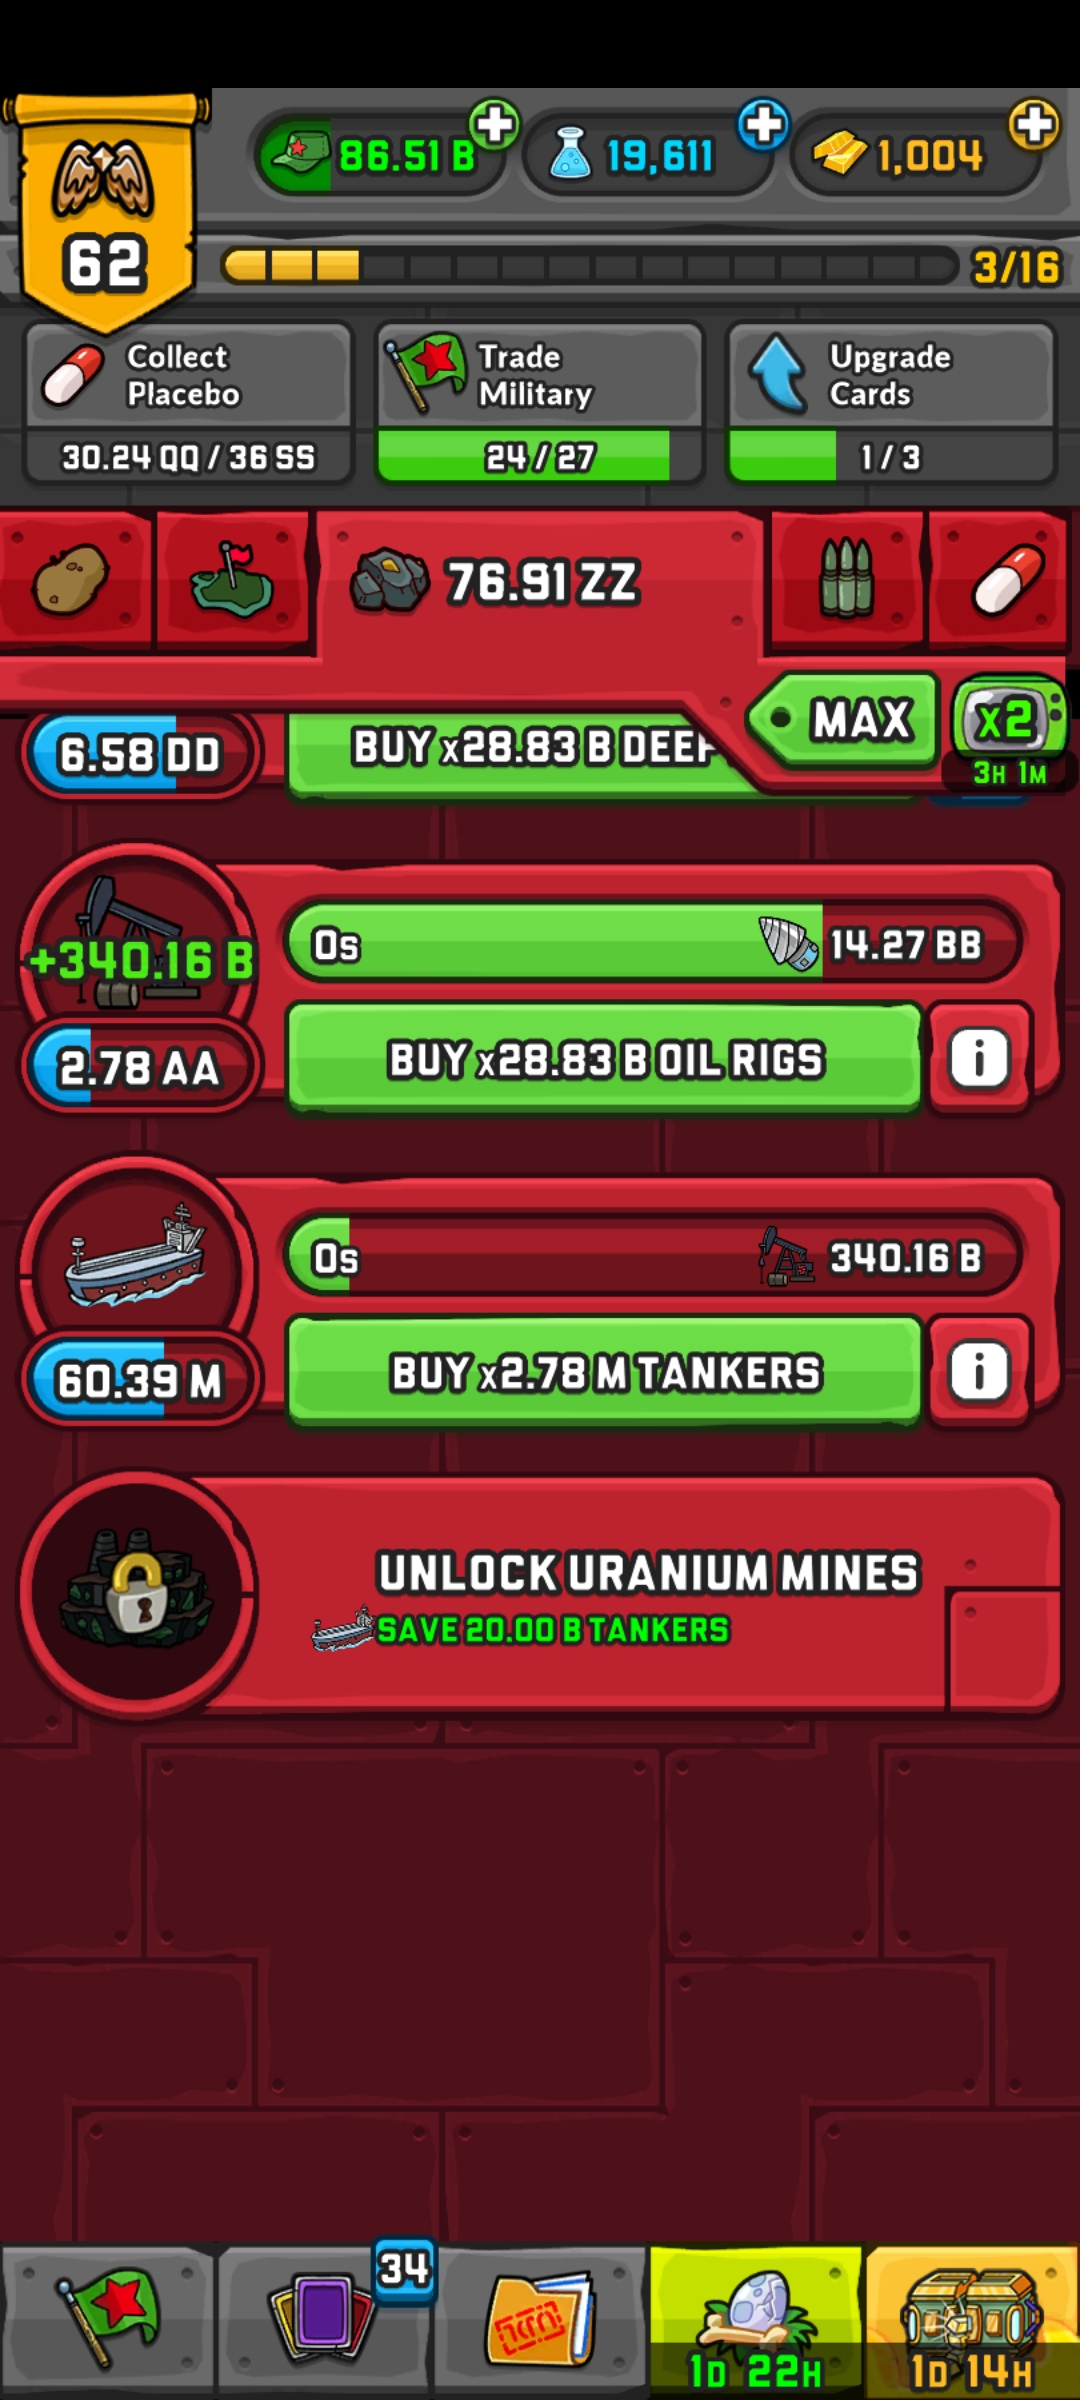 86.51 B
19,611
1,004
62
3/16
Collect
Placebo
30.24 QQ / 36 SS
Trade
Military
24 / 27
Upgrade
Cards
1 / 3
76.91 ZZ
MAX
x2
3H 1M
6.58 DD
BUY x28.83 B DEEP
+340.16 B
0s
14.27 BB
2.78 AA
BUY x28.83 B OIL RIGS
i
0s
340.16 B
60.39 M
BUY x2.78 M TANKERS
i
UNLOCK URANIUM MINES
SAVE 20.00 B TANKERS
34
1D 22H
1D 14H